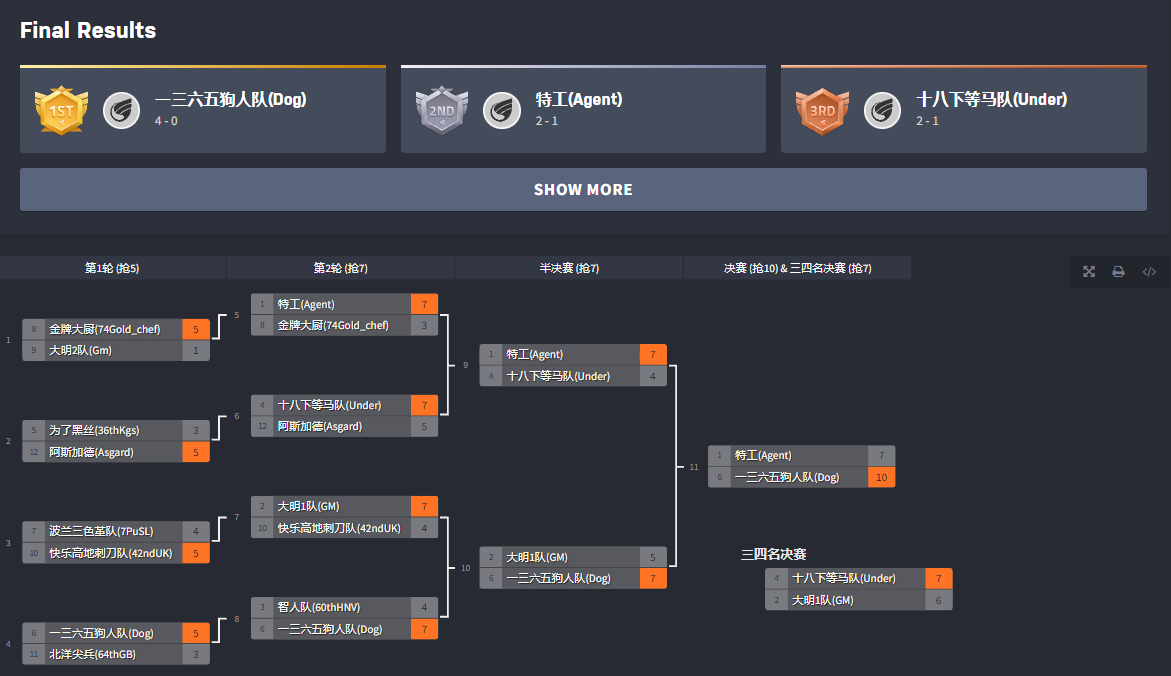 Final Results
1ST
一三六五狗人队(Dog)
4 - 0
2ND
特工(Agent)
2 - 1
3RD
十八下等马队(Under)
2 - 1
SHOW MORE
第1轮 (抢5)
第2轮 (抢7)
半决赛 (抢7)
决赛 (抢10) & 三四名决赛 (抢7)
1
8 金牌大厨(74Gold_chef) 5
9 大明2队(Gm) 1
2
5 为了黑丝(36thKgs) 3
12 阿斯加德(Asgard) 5
3
7 波兰三色堇队(7PuSL) 4
10 快乐高地刺刀队(42ndUK) 5
4
6 一三六五狗人队(Dog) 5
11 北洋尖兵(64thGB) 3
5
1 特工(Agent) 7
8 金牌大厨(74Gold_chef) 3
6
4 十八下等马队(Under) 7
12 阿斯加德(Asgard) 5
7
2 大明1队(GM) 7
10 快乐高地刺刀队(42ndUK) 4
8
3 智人队(60thHNV) 4
6 一三六五狗人队(Dog) 7
9
1 特工(Agent) 7
4 十八下等马队(Under) 4
10
2 大明1队(GM) 5
6 一三六五狗人队(Dog) 7
11
1 特工(Agent) 7
6 一三六五狗人队(Dog) 10
三四名决赛
4 十八下等马队(Under) 7
2 大明1队(GM) 6